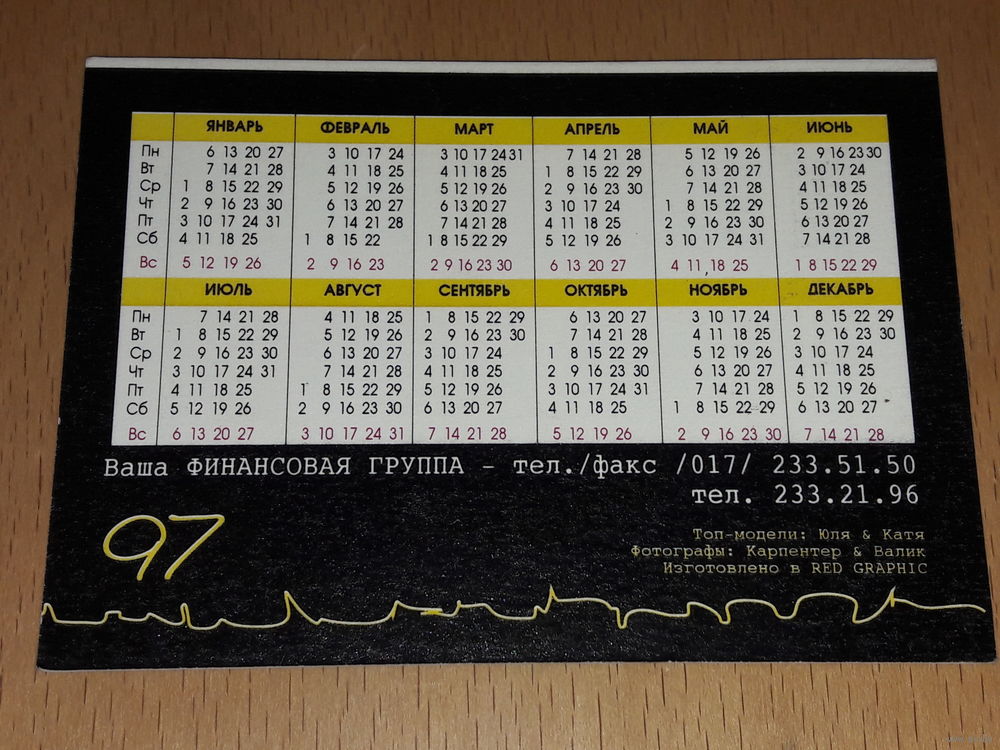 ЯНВАРЬ ФЕВРАЛЬ МАРТ АПРЕЛЬ МАЙ ИЮНЬ
Пн 6 13 20 27 3 10 17 24 3 10 17 24 31 7 14 21 28 5 12 19 26 2 9 16 23 30
Вт 7 14 21 28 4 11 18 25 4 11 18 25 1 8 15 22 29 6 13 20 27 3 10 17 24
Ср 1 8 15 22 29 5 12 19 26 5 12 19 26 2 9 16 23 30 7 14 21 28 4 11 18 25
Чт 2 9 16 23 30 6 13 20 27 6 13 20 27 3 10 17 24 1 8 15 22 29 5 12 19 26
Пт 3 10 17 24 31 7 14 21 28 7 14 21 28 4 11 18 25 2 9 16 23 30 6 13 20 27
Сб 4 11 18 25 1 8 15 22 1 8 15 22 29 5 12 19 26 3 10 17 24 31 7 14 21 28
Вс 5 12 19 26 2 9 16 23 2 9 16 23 30 6 13 20 27 4 11 18 25 1 8 15 22 29
ИЮЛЬ АВГУСТ СЕНТЯБРЬ ОКТЯБРЬ НОЯБРЬ ДЕКАБРЬ
Пн 7 14 21 28 4 11 18 25 1 8 15 22 29 6 13 20 27 3 10 17 24 1 8 15 22 29
Вт 1 8 15 22 29 5 12 19 26 2 9 16 23 30 7 14 21 28 4 11 18 25 2 9 16 23 30
Ср 2 9 16 23 30 6 13 20 27 3 10 17 24 1 8 15 22 29 5 12 19 26 3 10 17 24
Чт 3 10 17 24 31 7 14 21 28 4 11 18 25 2 9 16 23 30 6 13 20 27 4 11 18 25
Пт 4 11 18 25 1 8 15 22 29 5 12 19 26 3 10 17 24 31 7 14 21 28 5 12 19 26
Сб 5 12 19 26 2 9 16 23 30 6 13 20 27 4 11 18 25 1 8 15 22 29 6 13 20 27
Вс 6 13 20 27 3 10 17 24 31 7 14 21 28 5 12 19 26 2 9 16 23 30 7 14 21 28
Ваша ФИНАНСОВАЯ ГРУППА - тел./факс /017/ 233.51.50
тел. 233.21.96
97
Топ-модели: Юля & Катя
Фотографы: Карпентер & Валик
Изготовлено в RED GRAPHIC